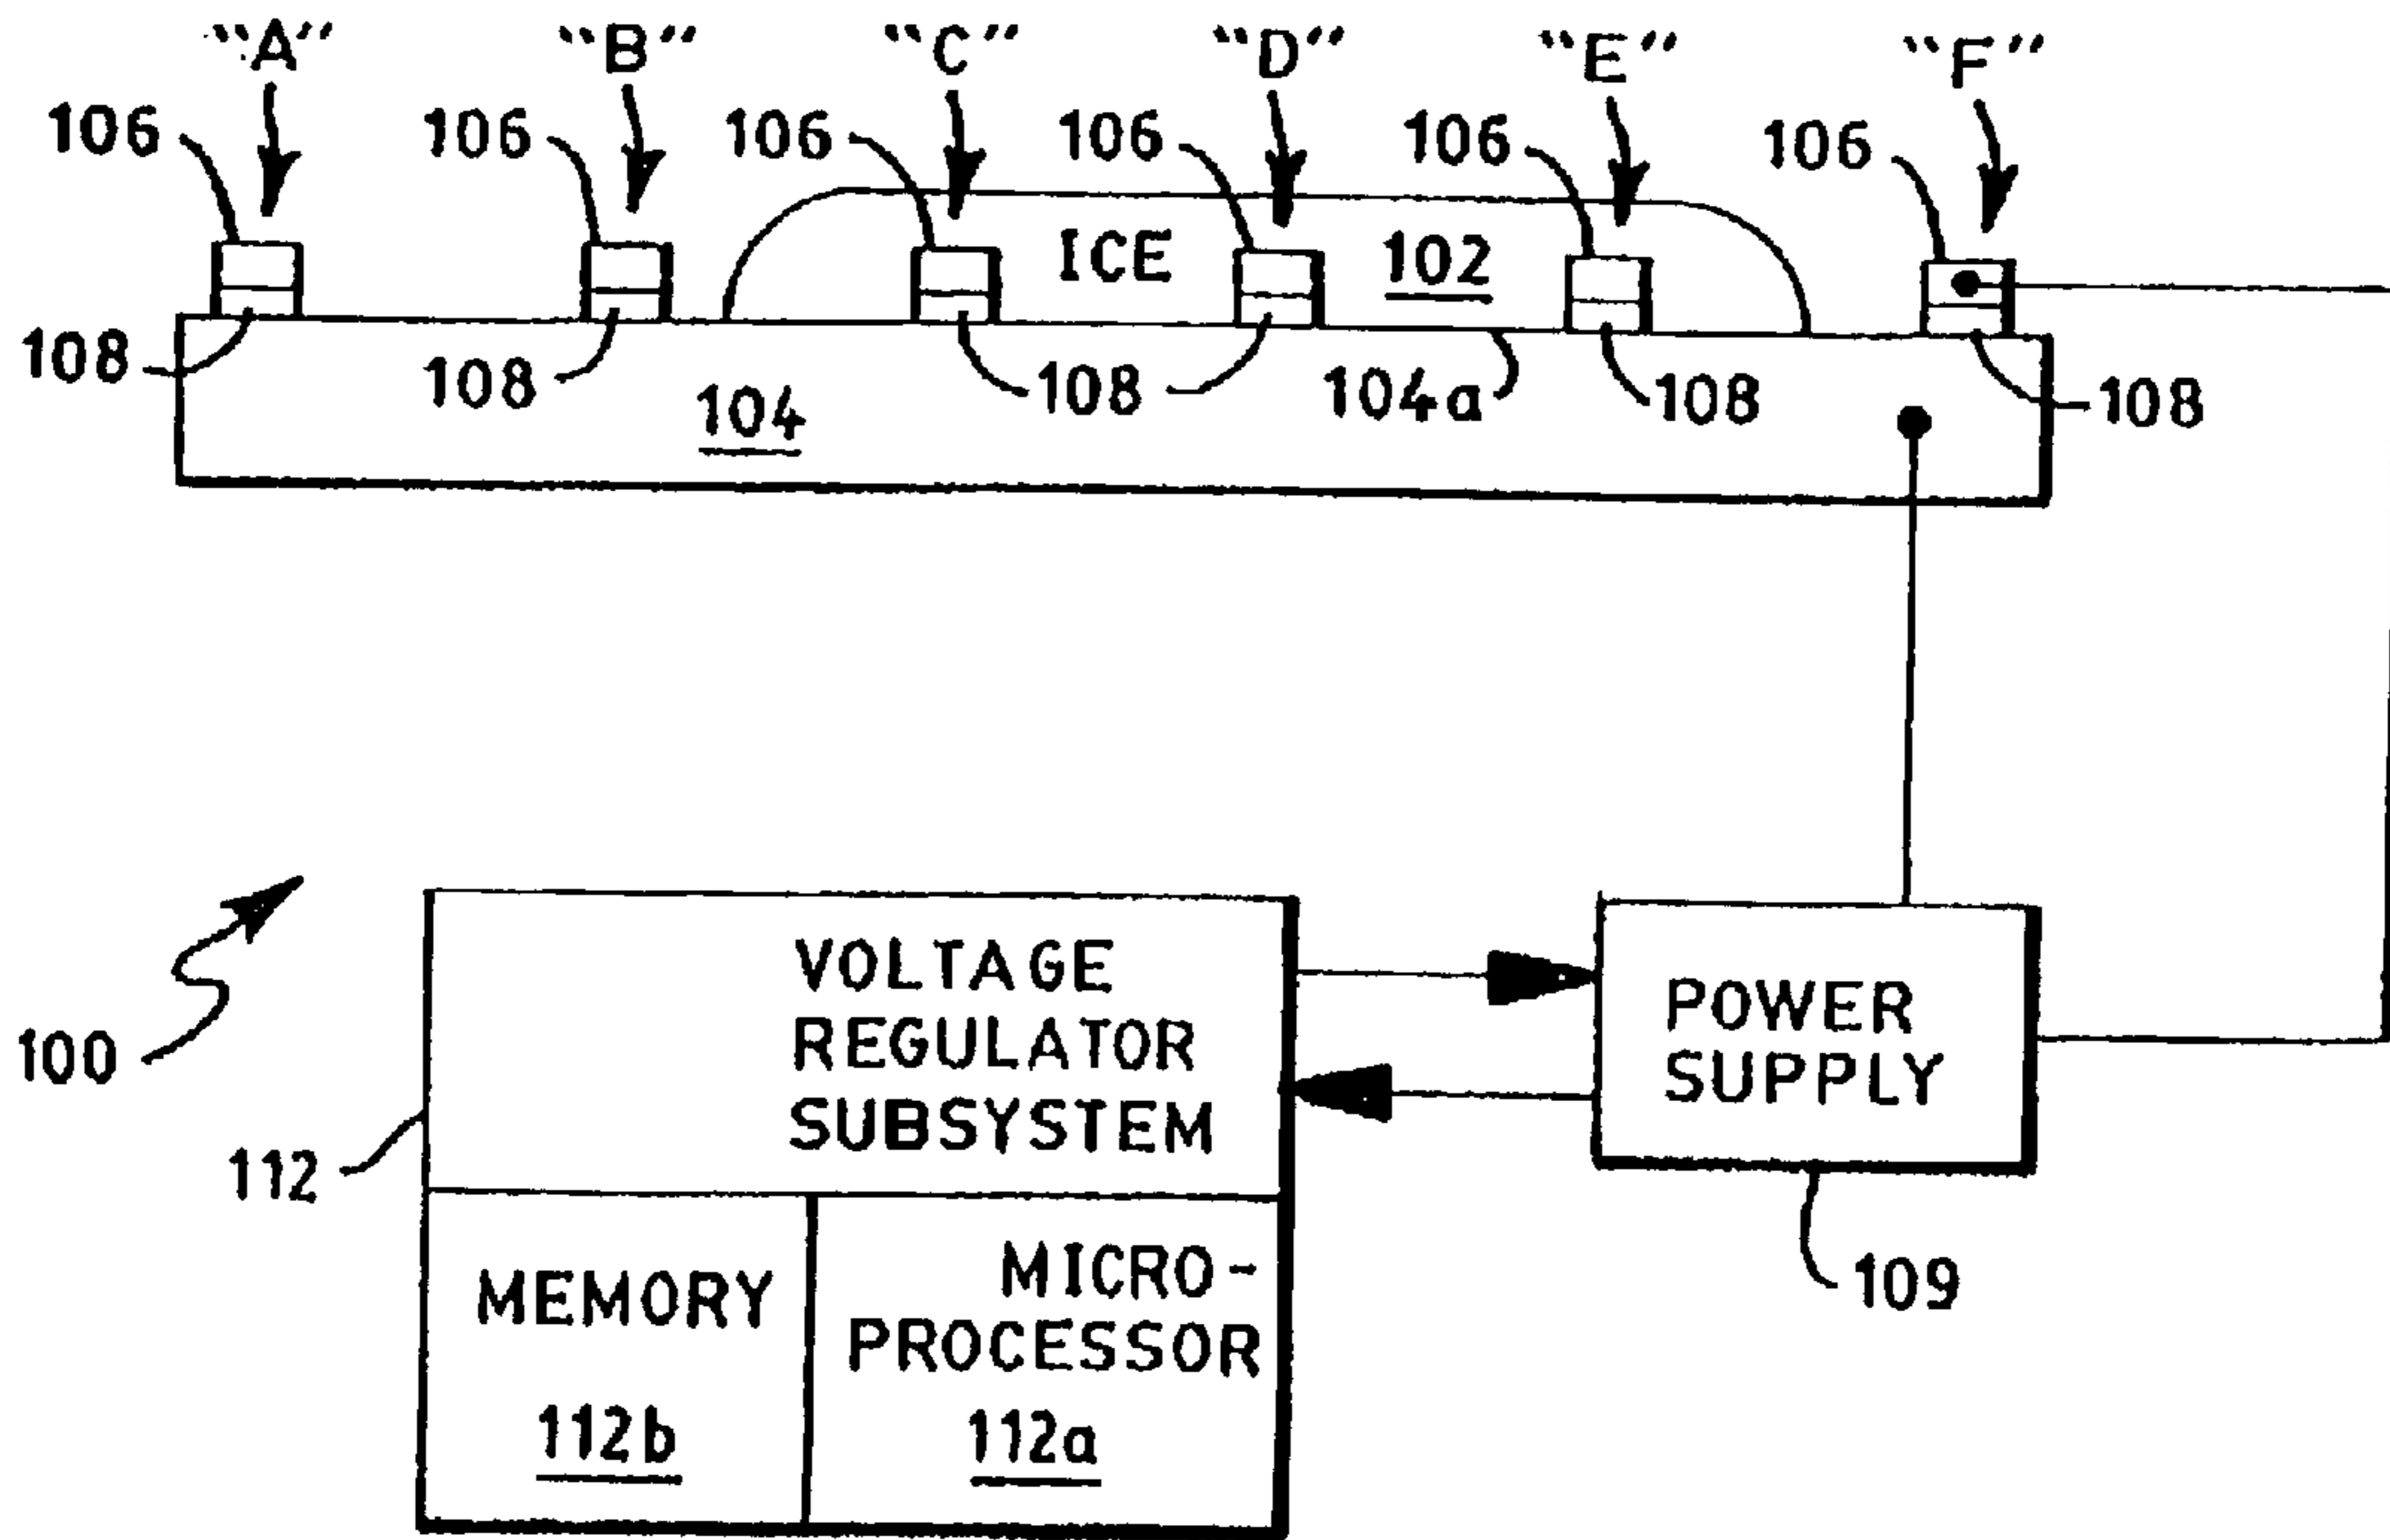 "A" "B" "C" "D" "E" "F"
106 106 106 106 106 106
ICE 102
108 108 108 104a 108 108
104
VOLTAGE
REGULATOR
SUBSYSTEM
POWER
SUPPLY
100
112
109
MICRO-
PROCESSOR
112a
MEMORY
112b